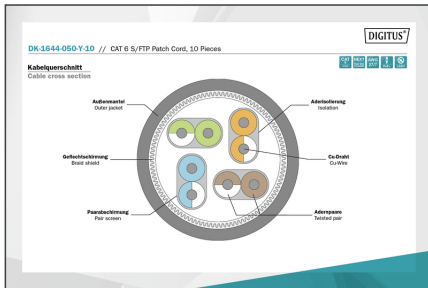 DIGITUS
DK-1644-050-Y-10 // CAT 6 S/FTP Patch Cord, 10 Pieces
Kabelquerschnitt
Cable cross section
Außenmantel
Outer jacket
Aderisolierung
Isolation
Geflechtschirmung
Braid shield
Cu-Draht
Cu-Wire
Paarabschirmung
Pair screen
Adernpaare
Twisted pair